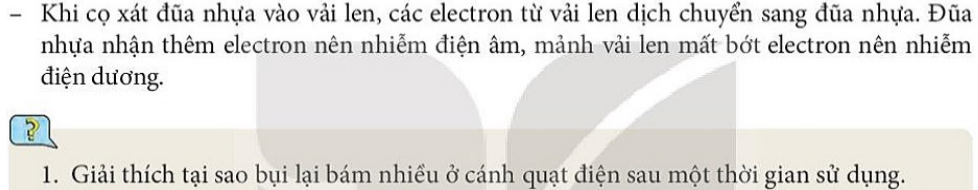 – Khi cọ xát đũa nhựa vào vải len, các electron từ vải len dịch chuyển sang đũa nhựa. Đũa
nhựa nhận thêm electron nên nhiễm điện âm, mảnh vải len mất bớt electron nên nhiễm
điện dương.
?
1. Giải thích tại sao bụi lại bám nhiều ở cánh quạt điện sau một thời gian sử dụng.